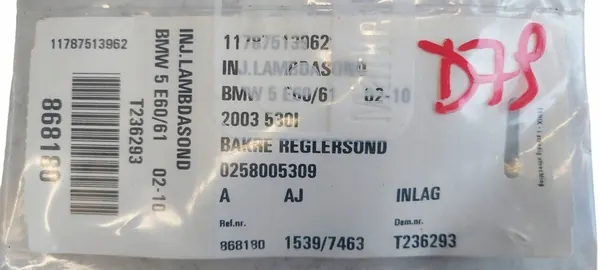 11787513962
INJ.LAMBDASOND
BMW 5 E60/61 02-10
T236293
868180
11787513962
INJ.LAMBDASOND
BMW 5 E60/61 02-10
2003 530I
BAKRE REGLERSOND
0258005309
A AJ INLAG
Ref.nr. Dem.nr.
868180 1539/7463 T236293
D79